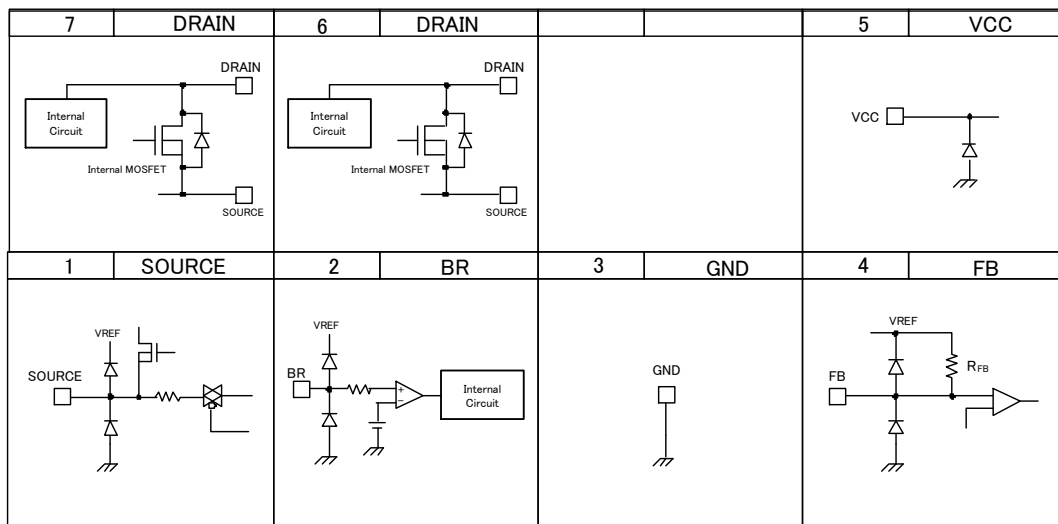 7 DRAIN 6 DRAIN 5 VCC
DRAIN
Internal
Circuit
Internal MOSFET
SOURCE
DRAIN
Internal
Circuit
Internal MOSFET
SOURCE
VCC
1 SOURCE 2 BR 3 GND 4 FB
VREF
SOURCE
VREF
BR
+
−
Internal
Circuit
GND
VREF
RFB
FB